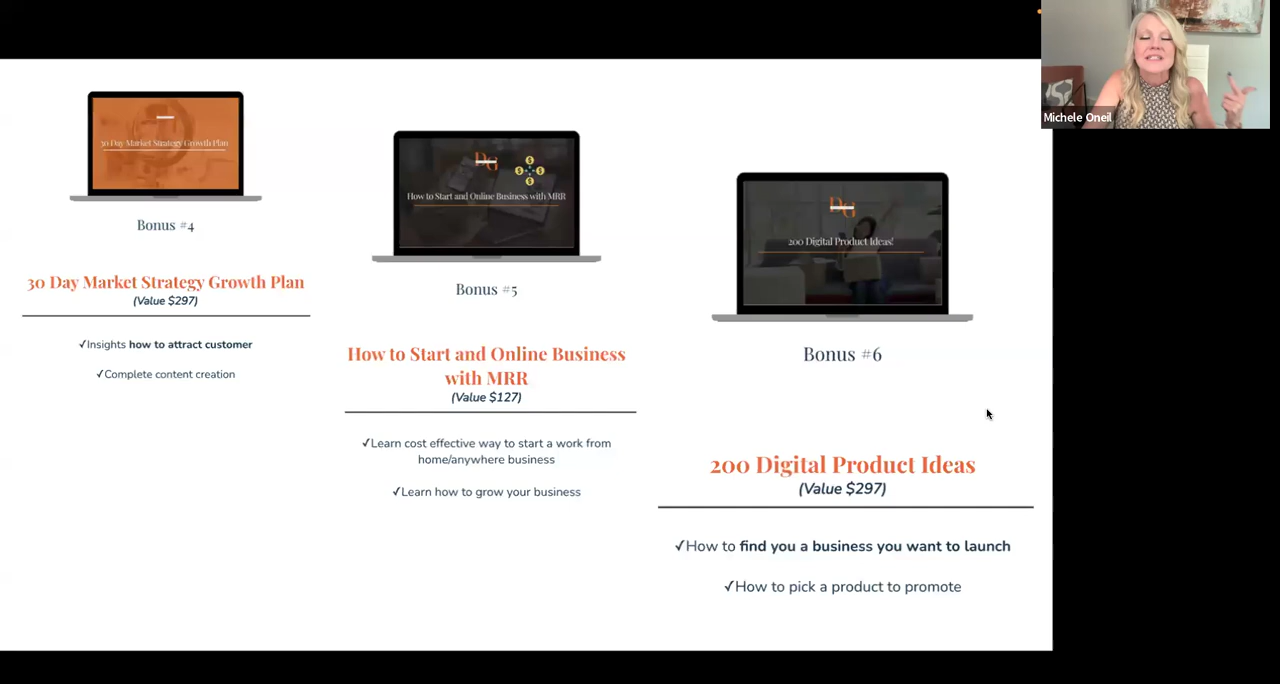 Michele Oneil
30 Day Market Strategy Growth Plan
Bonus #4
30 Day Market Strategy Growth Plan
(Value $297)
✓Insights how to attract customer
✓Complete content creation
DG
How to Start and Online Business with MRR
Bonus #5
How to Start and Online Business
with MRR
(Value $127)
✓Learn cost effective way to start a work from
home/anywhere business
✓Learn how to grow your business
DG
200 Digital Product Ideas!
Bonus #6
200 Digital Product Ideas
(Value $297)
✓How to find you a business you want to launch
✓How to pick a product to promote